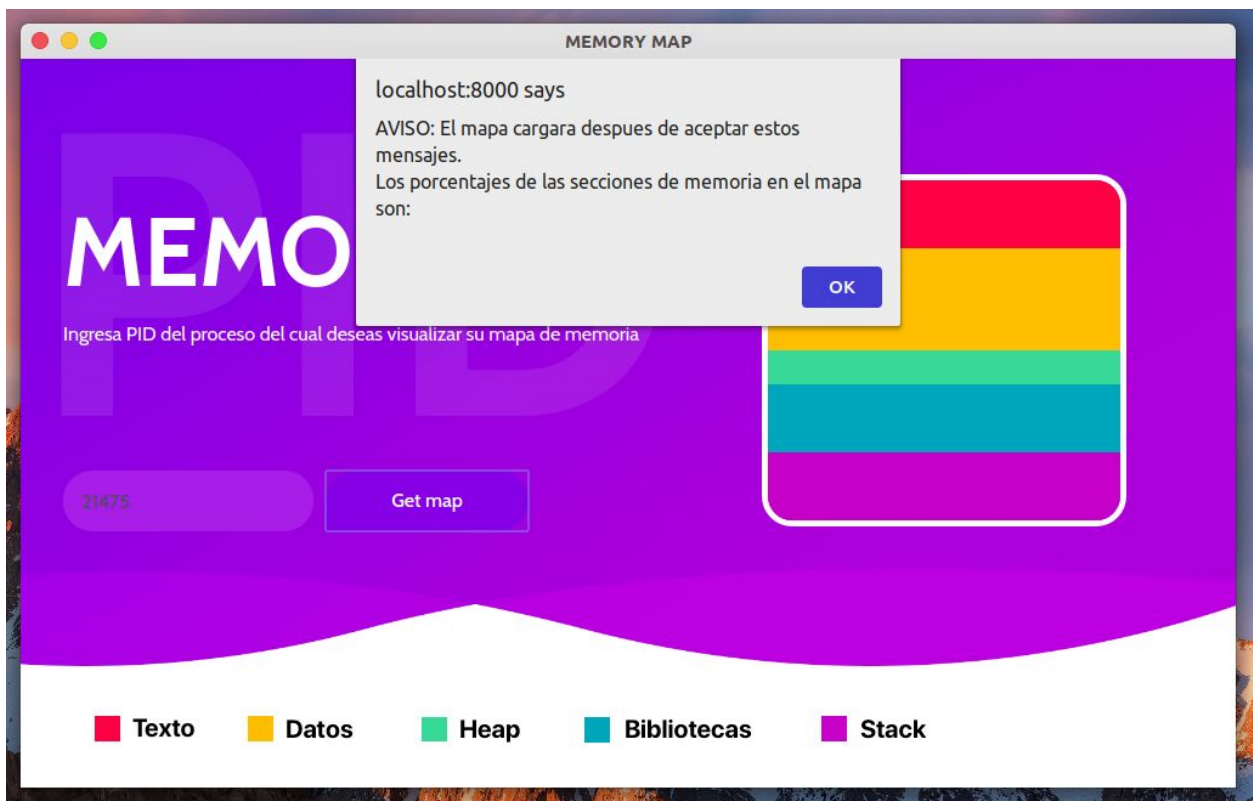 MEMORY MAP
localhost:8000 says
AVISO: El mapa cargara despues de aceptar estos
mensajes.
Los porcentajes de las secciones de memoria en el mapa
son:
OK
PID
MEMO
Ingresa PID del proceso del cual deseas visualizar su mapa de memoria
21475
Get map
Texto
Datos
Heap
Bibliotecas
Stack